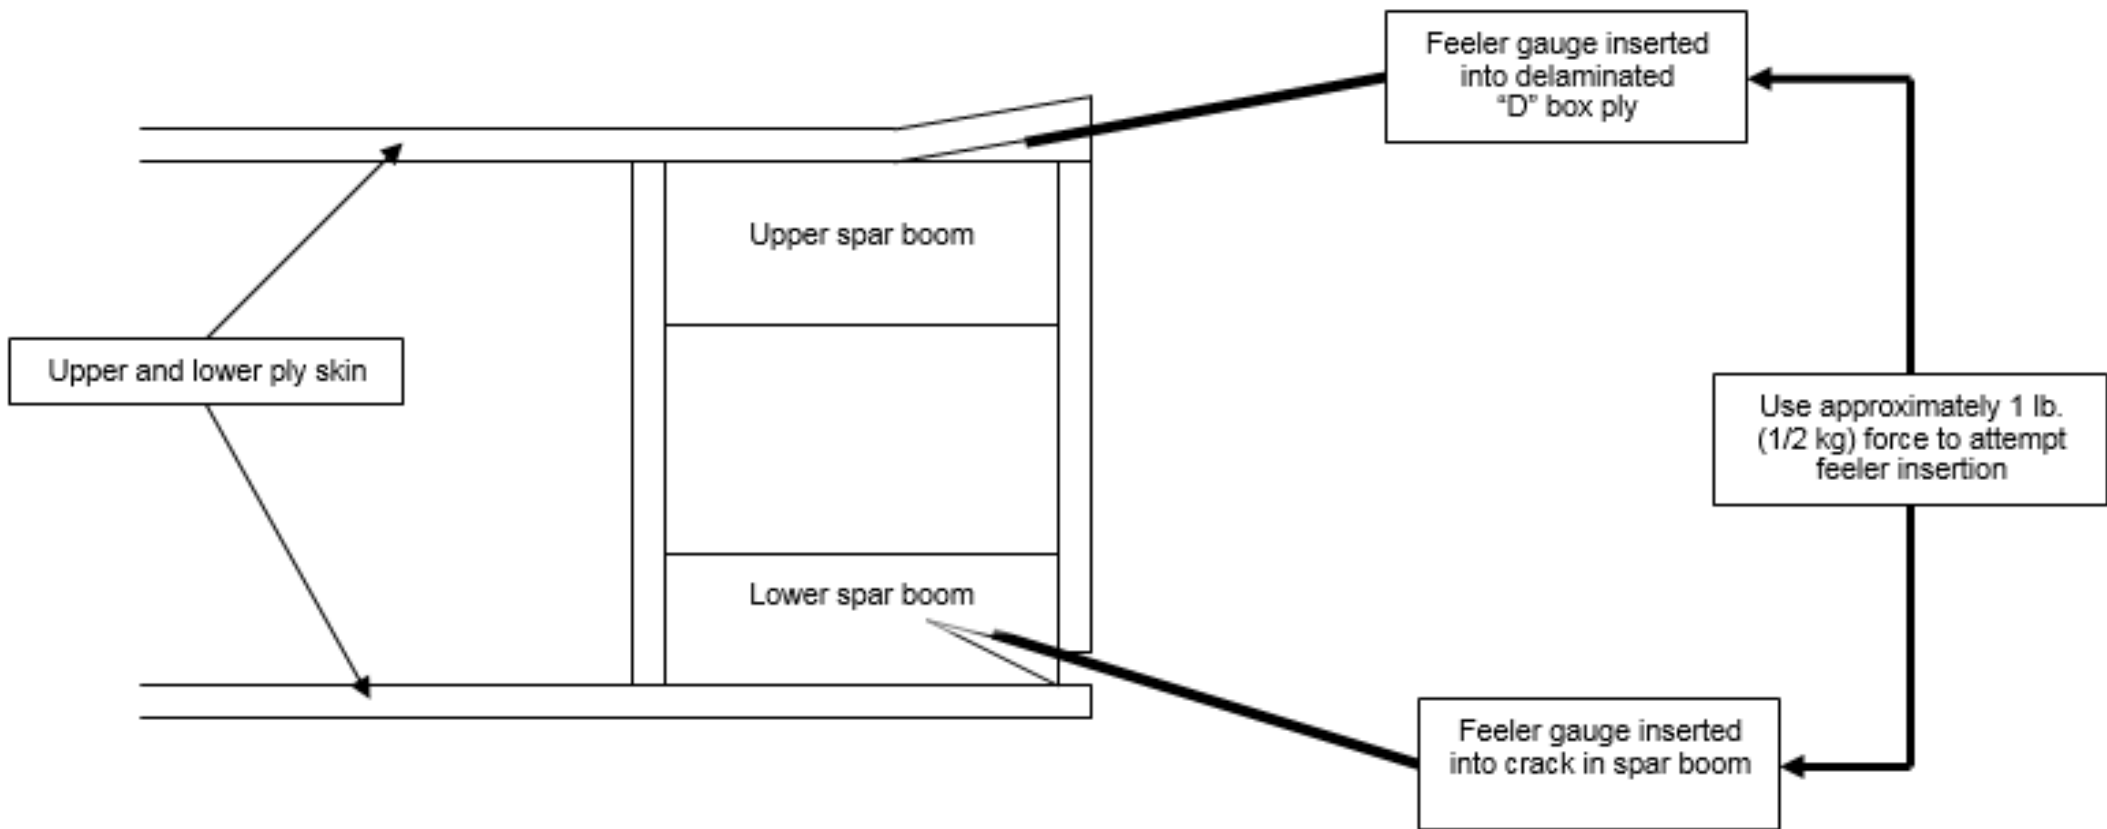 Feeler gauge inserted
into delaminated
“D” box ply
Upper spar boom
Upper and lower ply skin
Use approximately 1 lb.
(1/2 kg) force to attempt
feeler insertion
Lower spar boom
Feeler gauge inserted
into crack in spar boom